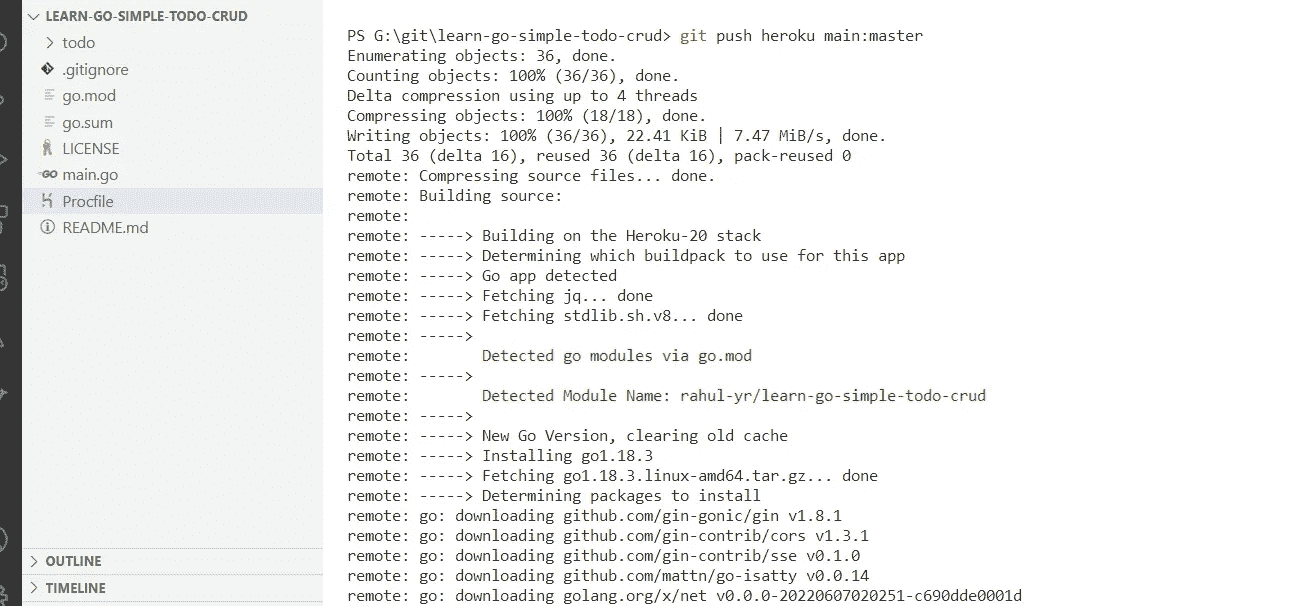 LEARN-GO-SIMPLE-TODO-CRUD
todo
.gitignore
go.mod
go.sum
LICENSE
GO main.go
Procfile
README.md
OUTLINE
TIMELINE
PS G:\git\learn-go-simple-todo-crud> git push heroku main:master
Enumerating objects: 36, done.
Counting objects: 100% (36/36), done.
Delta compression using up to 4 threads
Compressing objects: 100% (18/18), done.
Writing objects: 100% (36/36), 22.41 KiB | 7.47 MiB/s, done.
Total 36 (delta 16), reused 36 (delta 16), pack-reused 0
remote: Compressing source files... done.
remote: Building source:
remote:
remote: -----> Building on the Heroku-20 stack
remote: -----> Determining which buildpack to use for this app
remote: -----> Go app detected
remote: -----> Fetching jq... done
remote: -----> Fetching stdlib.sh.v8... done
remote: ----->
remote:        Detected go modules via go.mod
remote: ----->
remote:        Detected Module Name: rahul-yr/learn-go-simple-todo-crud
remote: ----->
remote: -----> New Go Version, clearing old cache
remote: -----> Installing go1.18.3
remote: -----> Fetching go1.18.3.linux-amd64.tar.gz... done
remote: -----> Determining packages to install
remote: go: downloading github.com/gin-gonic/gin v1.8.1
remote: go: downloading github.com/gin-contrib/cors v1.3.1
remote: go: downloading github.com/gin-contrib/sse v0.1.0
remote: go: downloading github.com/mattn/go-isatty v0.0.14
remote: go: downloading golang.org/x/net v0.0.0-20220607020251-c690dde0001d